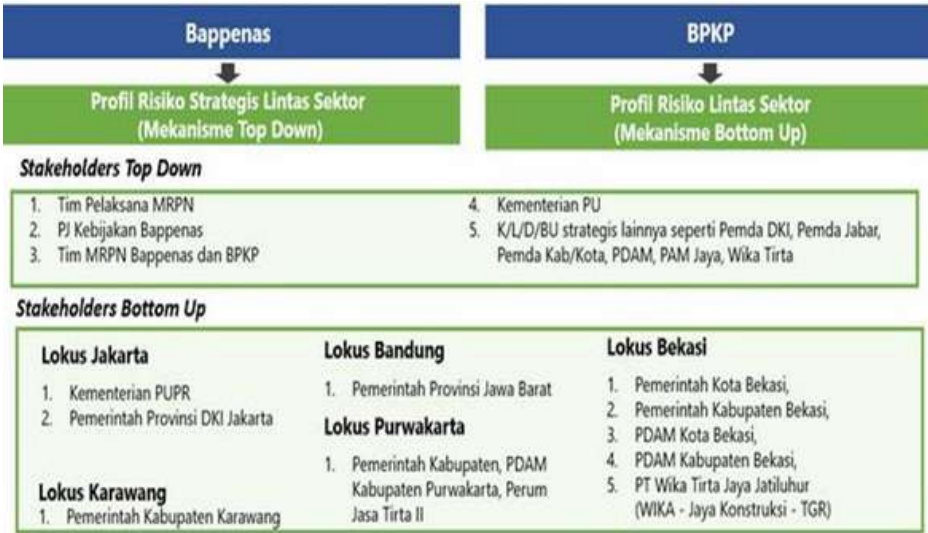 Bappenas
BPKP
Profil Risiko Strategis Lintas Sektor
(Mekanisme Top Down)
Profil Risiko Lintas Sektor
(Mekanisme Bottom Up)
Stakeholders Top Down
1. Tim Pelaksana MRPN
2. PJ Kebijakan Bappenas
3. Tim MRPN Bappenas dan BPKP
4. Kementerian PU
5. K/L/D/BU strategis lainnya seperti Pemda DKI, Pemda Jabar,
Pemda Kab/Kota, PDAM, PAM Jaya, Wika Tirta
Stakeholders Bottom Up
Lokus Jakarta
1. Kementerian PUPR
2. Pemerintah Provinsi DKI Jakarta
Lokus Karawang
1. Pemerintah Kabupaten Karawang
Lokus Bandung
1. Pemerintah Provinsi Jawa Barat
Lokus Purwakarta
1. Pemerintah Kabupaten, PDAM
Kabupaten Purwakarta, Perum
Jasa Tirta II
Lokus Bekasi
1. Pemerintah Kota Bekasi,
2. Pemerintah Kabupaten Bekasi,
3. PDAM Kota Bekasi,
4. PDAM Kabupaten Bekasi,
5. PT Wika Tirta Jaya Jatiluhur
(WIKA - Jaya Konstruksi - TGR)